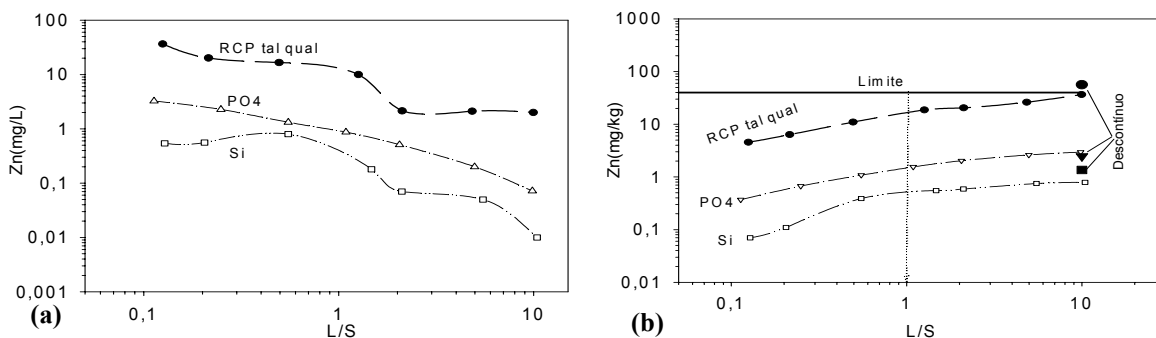 100
10
1
0,1
0,01
0,001
Zn(mg/L)
RCP tal qual
PO4
Si
0,1
1
10
L/S
(a)
1000
100
10
1
0,1
0,01
Zn(mg/kg)
Limite
RCP tal qual
PO4
Si
Descontínuo
0,1
1
10
L/S
(b)